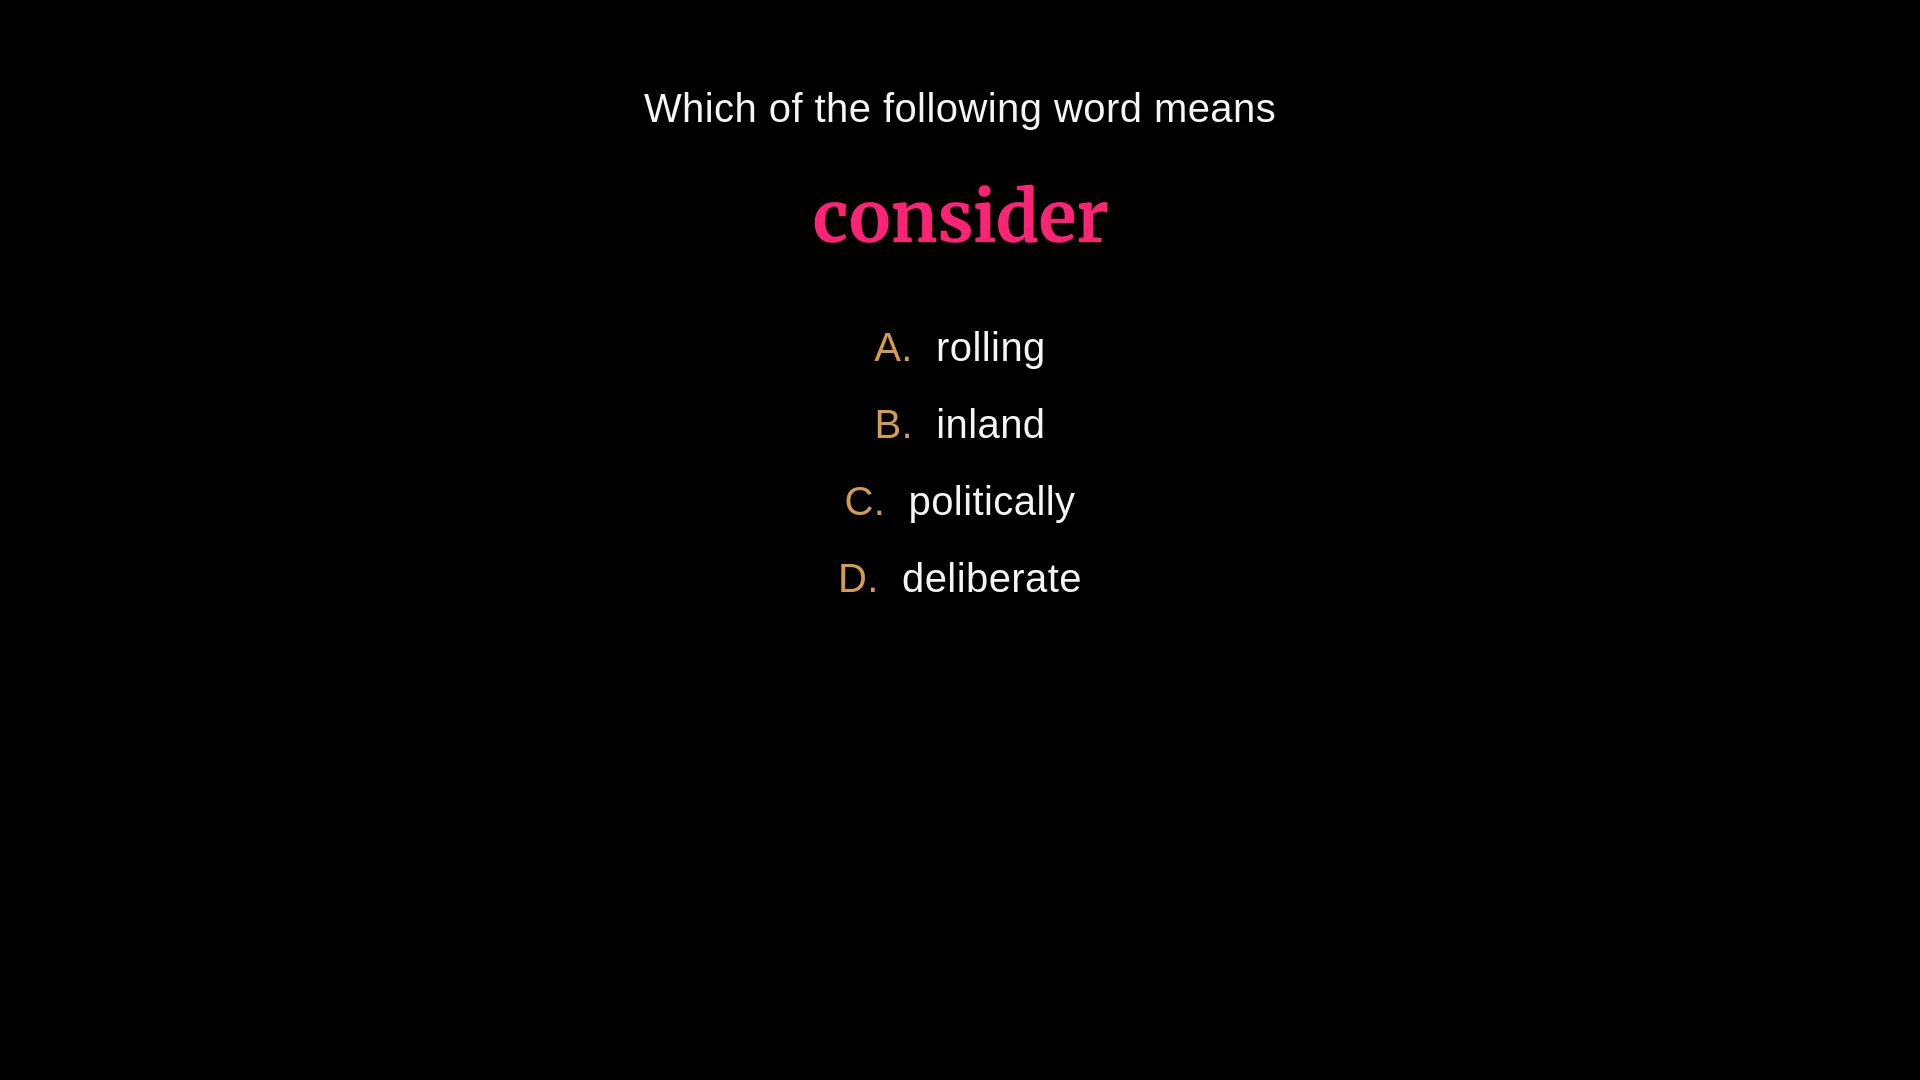 Which of the following word means
consider
A. rolling
B. inland
C. politically
D. deliberate